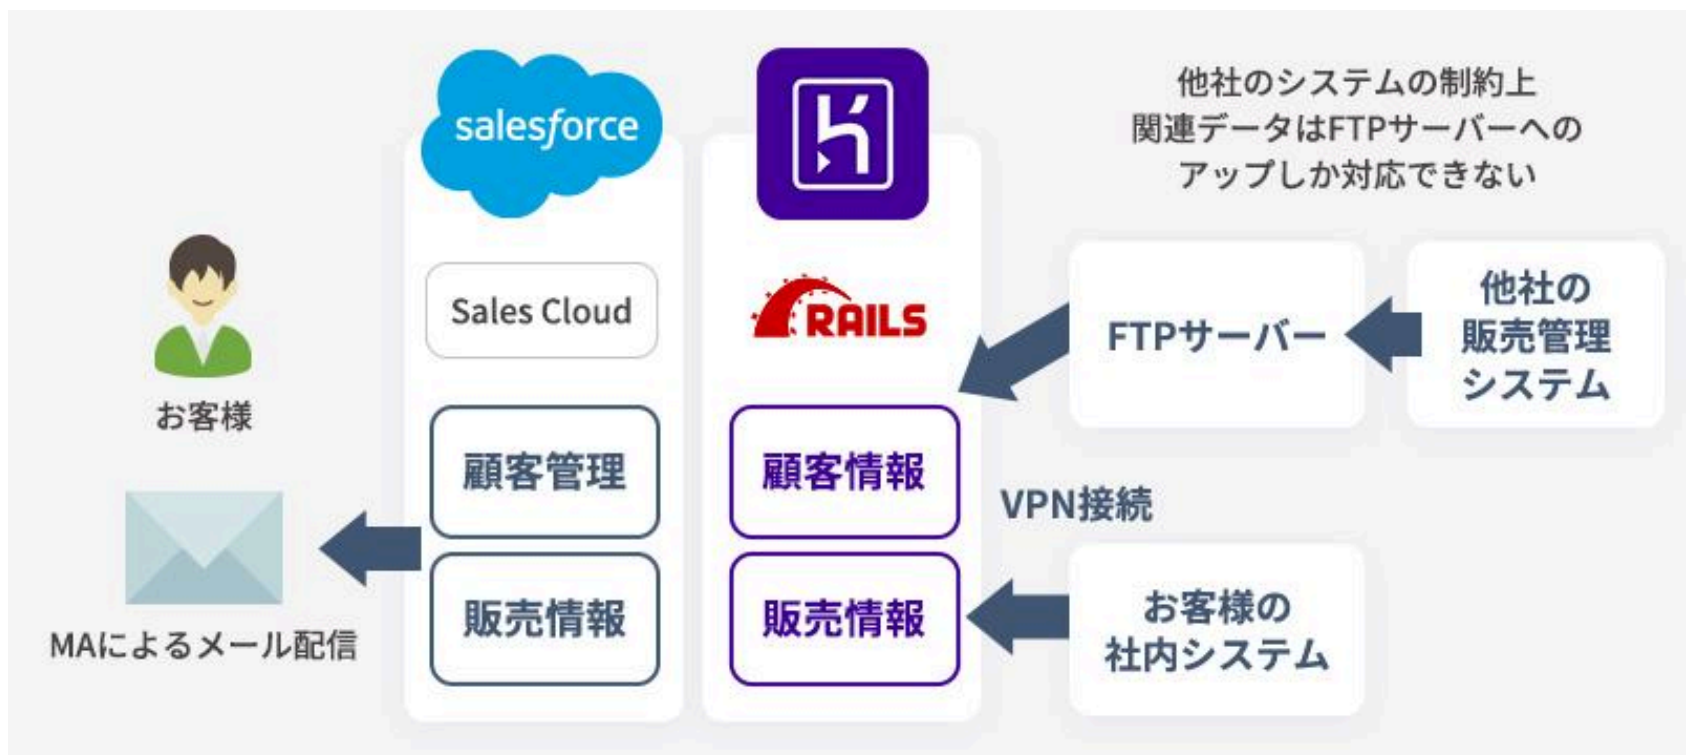 salesforce
他社のシステムの制約上
関連データはFTPサーバーへの
アップしか対応できない
お客様
Sales Cloud
RAILS
FTPサーバー
他社の
販売管理
システム
顧客管理
顧客情報
VPN接続
MAによるメール配信
販売情報
販売情報
お客様の
社内システム